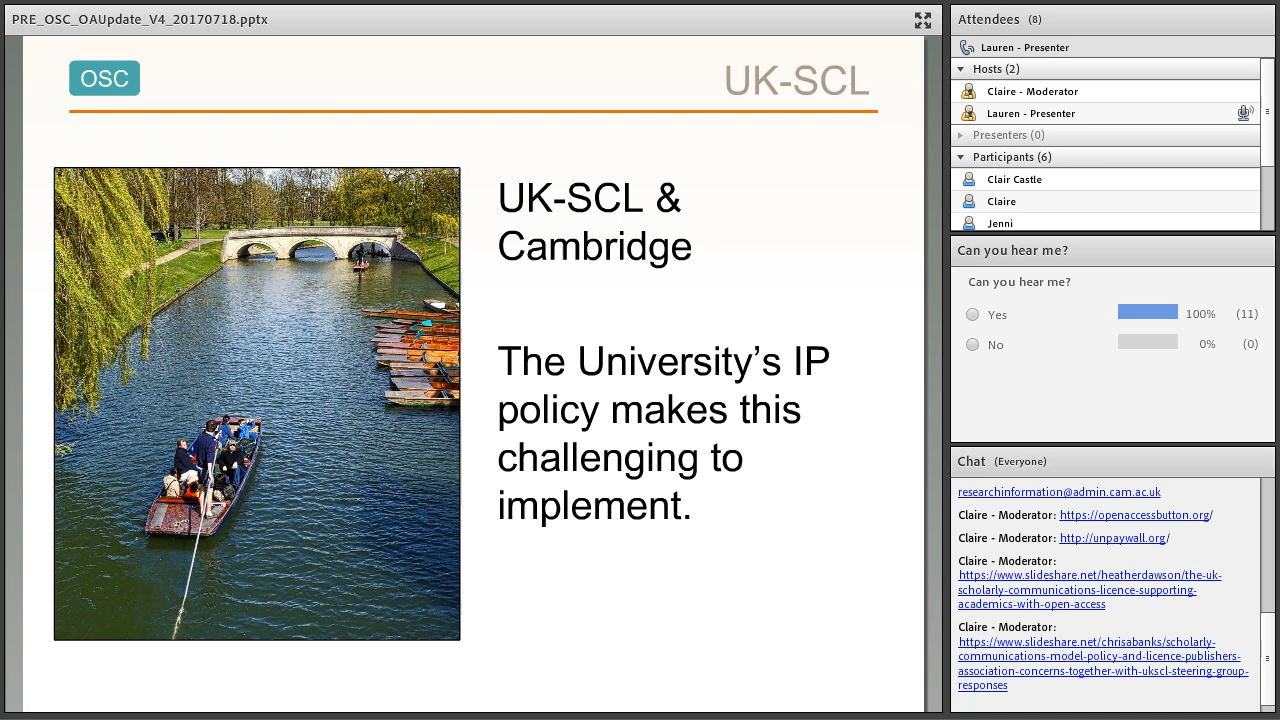 PRE_OSC_OAUpdate_V4_20170718.pptx
OSC
UK-SCL
UK-SCL &
Cambridge
The University’s IP
policy makes this
challenging to
implement.
Attendees (8)
Lauren - Presenter
Hosts (2)
Claire - Moderator
Lauren - Presenter
Presenters (0)
Participants (6)
Clair Castle
Claire
Jenni
Can you hear me?
Can you hear me?
Yes 100% (11)
No 0% (0)
Chat (Everyone)
researchinformation@admin.cam.ac.uk
Claire - Moderator: https://openaccessbutton.org/
Claire - Moderator: http://unpaywall.org/
Claire - Moderator:
https://www.slideshare.net/heatherdawson/the-uk-
scholarly-communications-licence-supporting-
academics-with-open-access
Claire - Moderator:
https://www.slideshare.net/chrisabanks/scholarly-
communications-model-policy-and-licence-publishers-
association-concerns-together-with-ukscl-steering-group-
responses